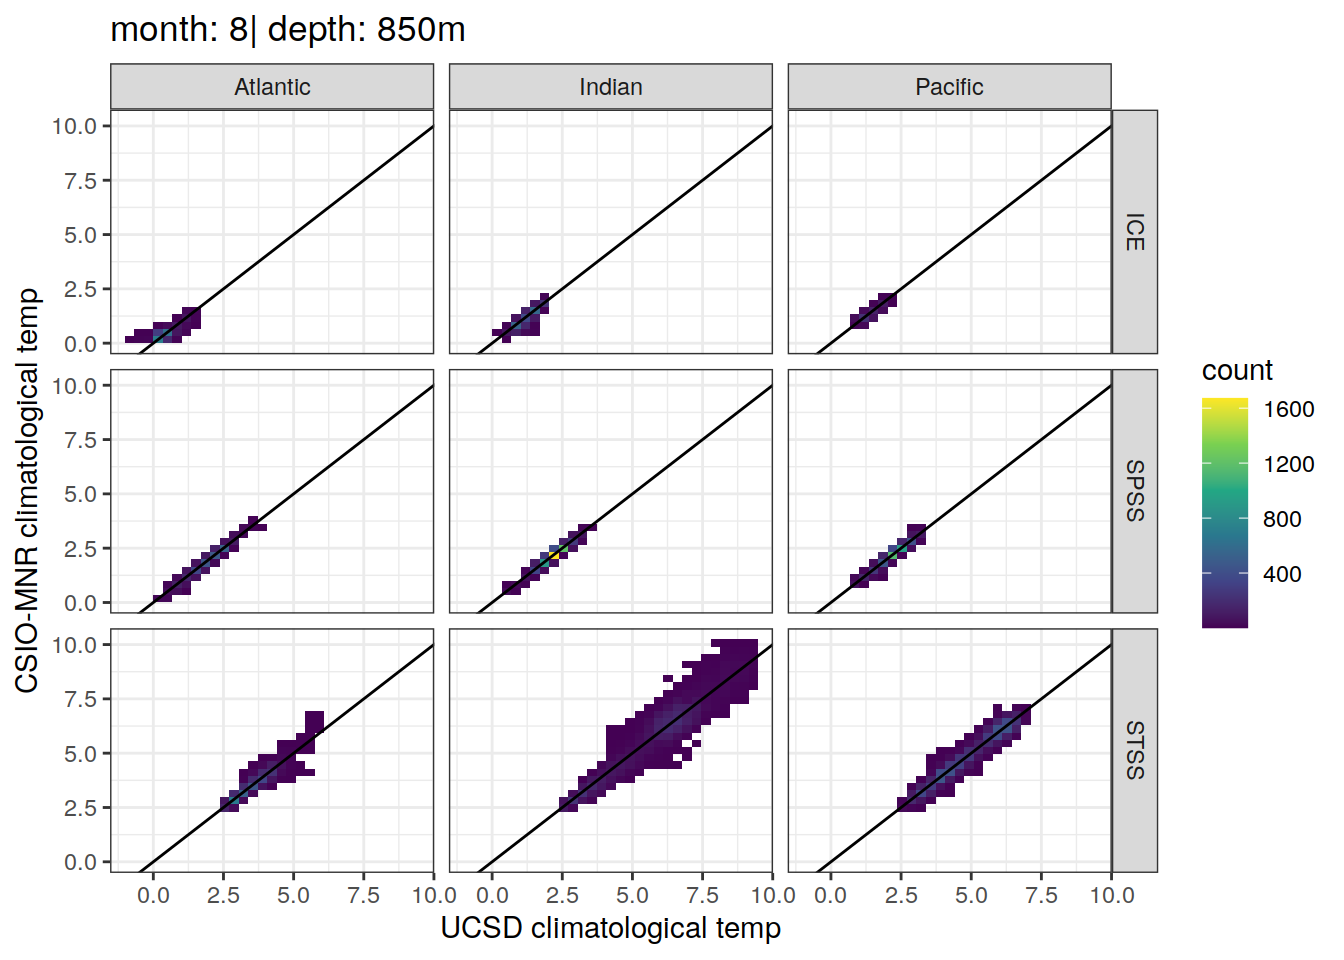 month: 8| depth: 850m
Atlantic
Indian
Pacific
10.0
7.5
5.0
2.5
0.0
ICE
10.0
7.5
5.0
2.5
0.0
SPSS
10.0
7.5
5.0
2.5
0.0
STSS
0.0 2.5 5.0 7.5 10.0 0.0 2.5 5.0 7.5 10.0 0.0 2.5 5.0 7.5 10.0
UCSD climatological temp
CSIO-MNR climatological temp
count
1600
1200
800
400